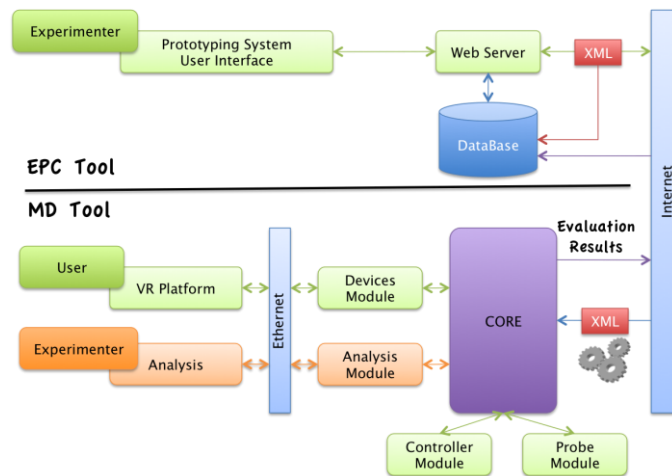 Experimenter
Prototyping System
User Interface
Web Server
XML
DataBase
EPC Tool
MD Tool
Internet
Evaluation
Results
User
VR Platform
Ethernet
Devices
Module
CORE
XML
Experimenter
Analysis
Analysis
Module
Controller
Module
Probe
Module